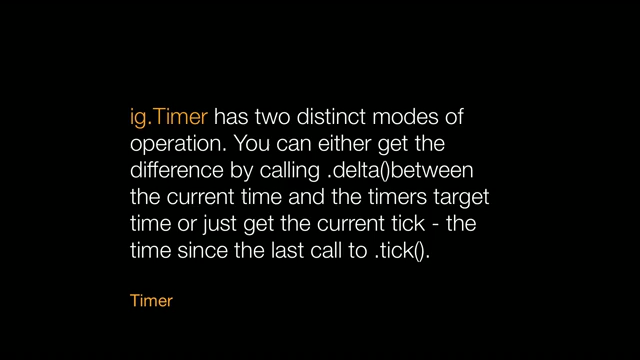 ig.Timer has two distinct modes of
operation. You can either get the
difference by calling .delta()between
the current time and the timers target
time or just get the current tick - the
time since the last call to .tick().
Timer